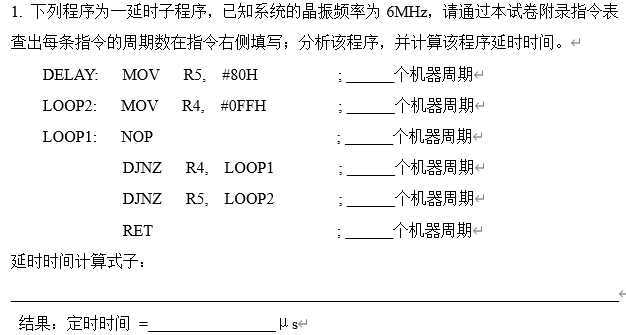 1. 下列程序为一延时子程序，已知系统的晶振频率为 6MHz，请通过本试卷附录指令表
查出每条指令的周期数在指令右侧填写；分析该程序，并计算该程序延时时间。↵
DELAY: MOV R5, #80H ; ______个机器周期↵
LOOP2: MOV R4, #0FFH ; ______个机器周期↵
LOOP1: NOP ; ______个机器周期↵
DJNZ R4, LOOP1 ; ______个机器周期↵
DJNZ R5, LOOP2 ; ______个机器周期↵
RET ; ______个机器周期↵
延时时间计算式子：
____________________________________________________________________________↵
结果：定时时间 =________________μs↵